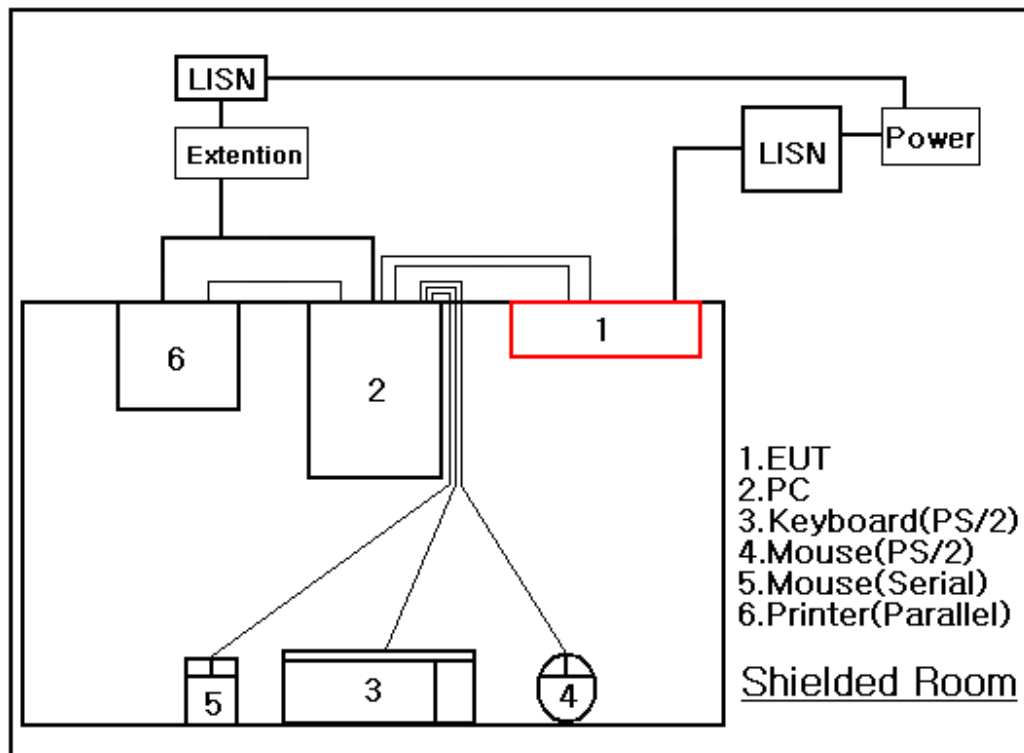 LISN
Extention
LISN
Power
1
6
2
1.EUT
2.PC
3.Keyboard(PS/2)
4.Mouse(PS/2)
5.Mouse(Serial)
6.Printer(Parallel)
5
3
4
Shielded Room